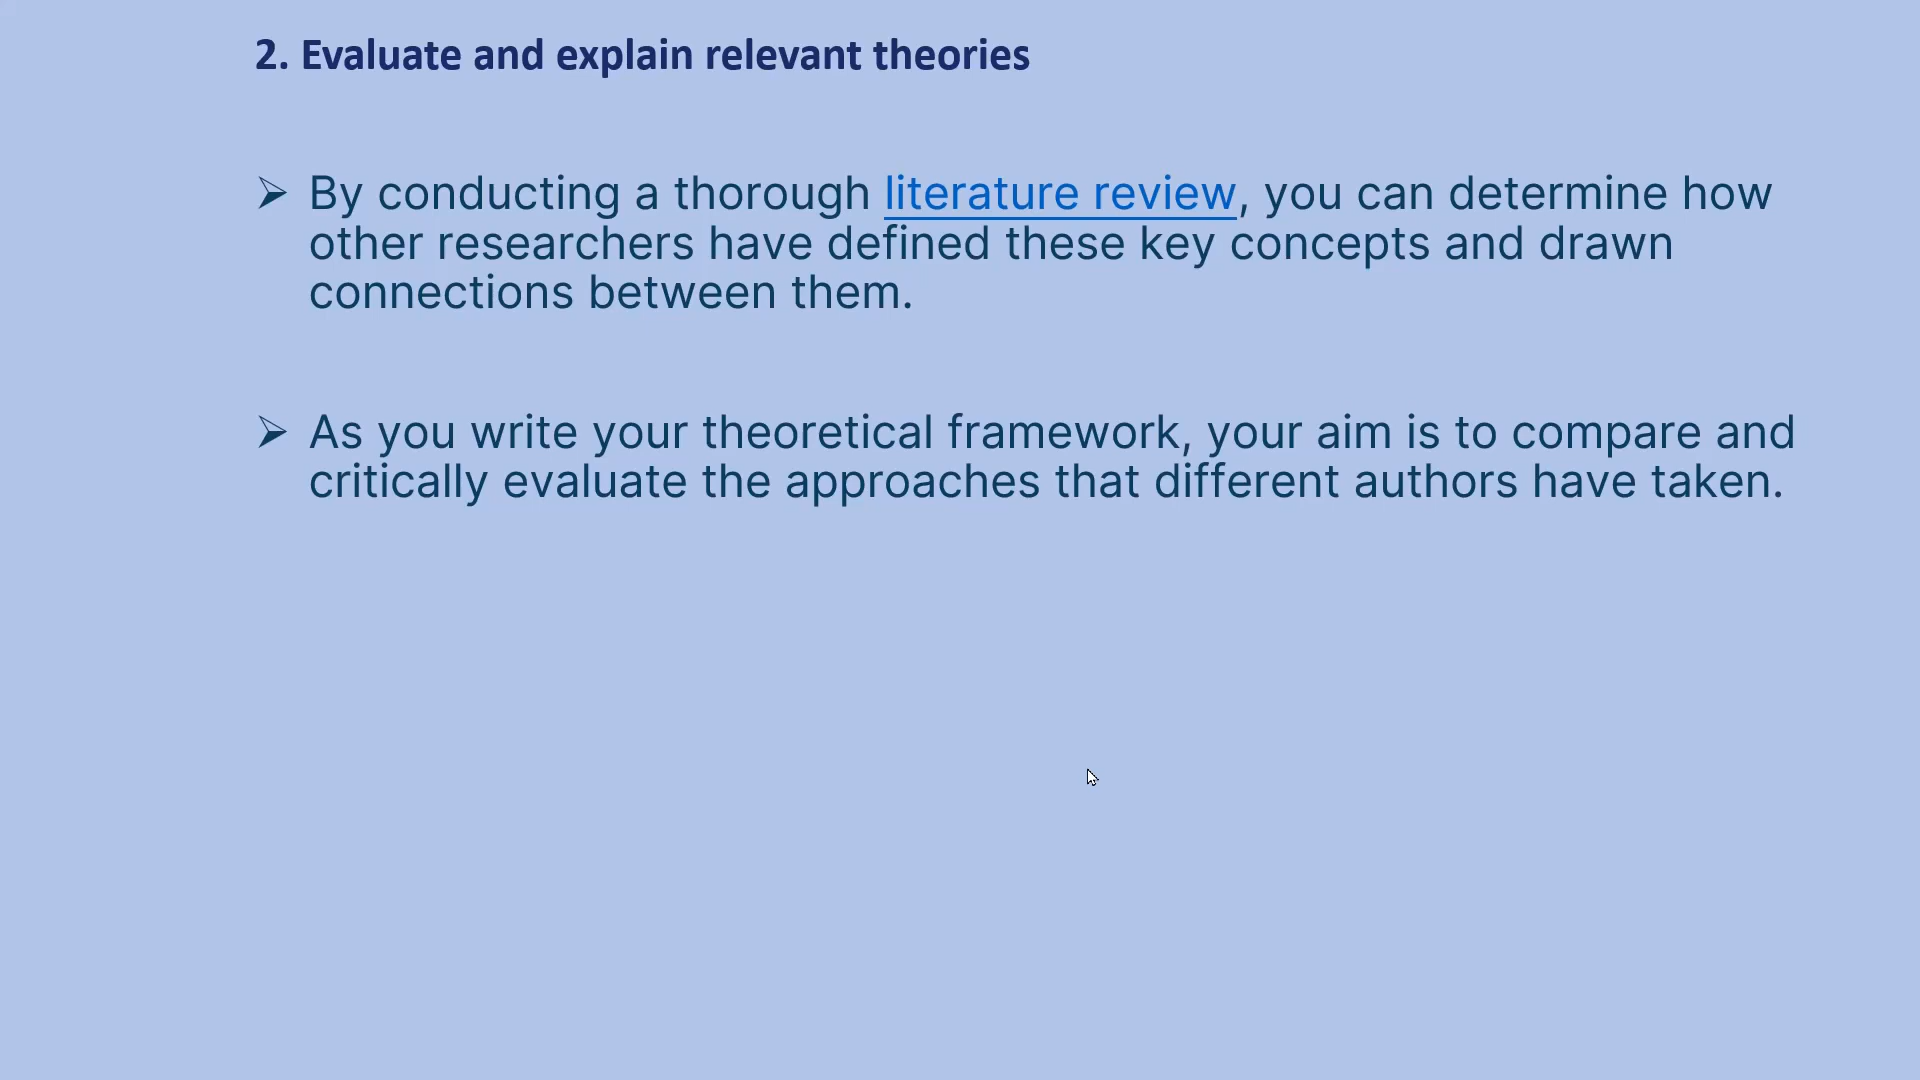 2. Evaluate and explain relevant theories
➢ By conducting a thorough literature review, you can determine how
other researchers have defined these key concepts and drawn
connections between them.
➢ As you write your theoretical framework, your aim is to compare and
critically evaluate the approaches that different authors have taken.